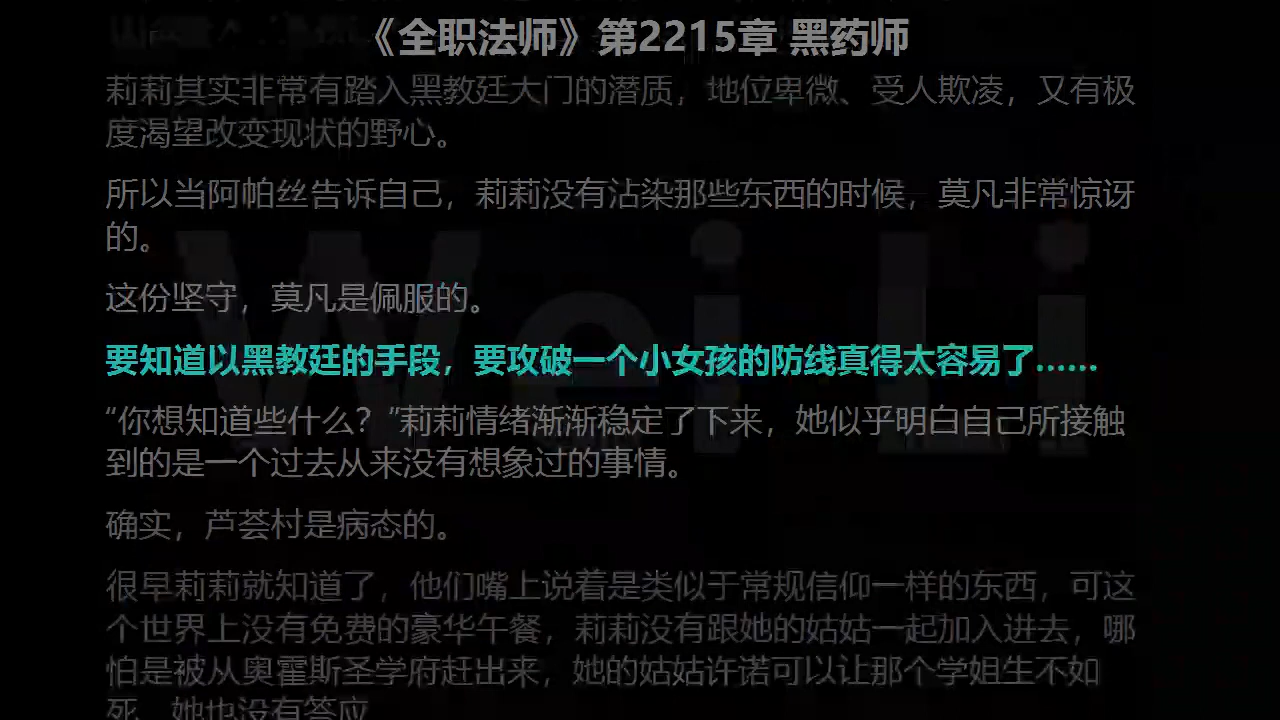 《全职法师》第2215章 黑药师
莉莉其实非常有踏入黑教廷大门的潜质，地位卑微、受人欺凌，又有极
度渴望改变现状的野心。
所以当阿帕丝告诉自己，莉莉没有沾染那些东西的时候，莫凡非常惊讶
的。
这份坚守，莫凡是佩服的。
要知道以黑教廷的手段，要攻破一个小女孩的防线真得太容易了……
“你想知道些什么？”莉莉情绪渐渐稳定了下来，她似乎明白自己所接触
到的是一个过去从来没有想象过的事情。
确实，芦荟村是病态的。
很早莉莉就知道了，他们嘴上说着是类似于常规信仰一样的东西，可这
个世界上没有免费的豪华午餐，莉莉没有跟她的姑姑一起加入进去，哪
怕是被从奥霍斯圣学府赶出来，她的姑姑许诺可以让那个学姐生不如
死，她也没有答应
Wei Li